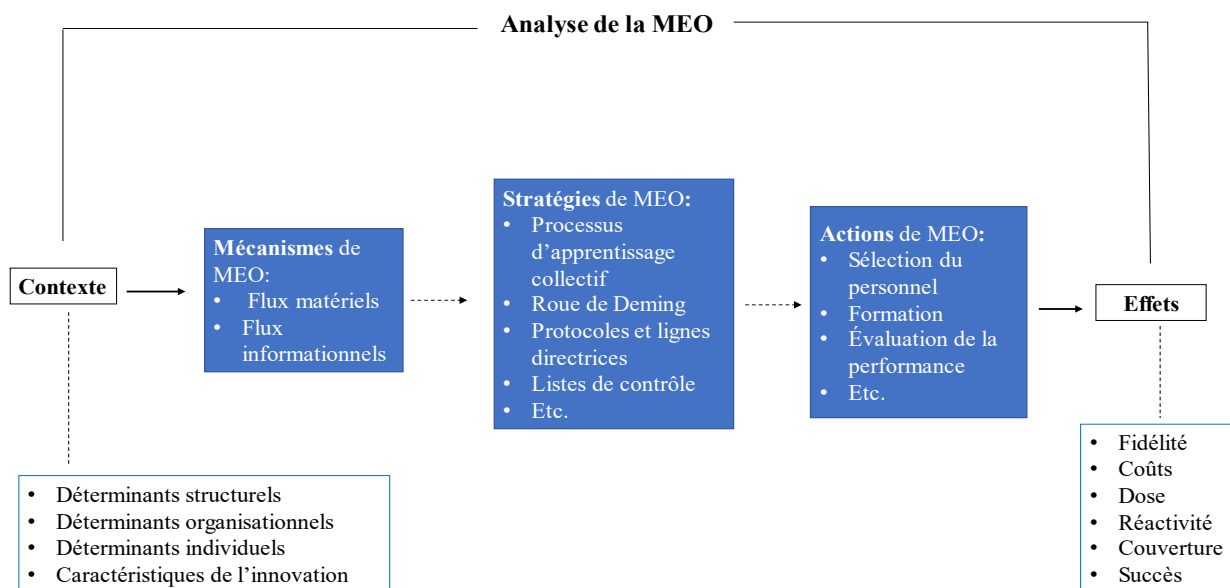 Analyse de la MEO
Contexte
Mécanismes de
MEO:
• Flux matériels
• Flux
informationnels
Stratégies de MEO:
• Processus
d’apprentissage
collectif
• Roue de Deming
• Protocoles et lignes
directrices
• Listes de contrôle
• Etc.
Actions de MEO:
• Sélection du
personnel
• Formation
• Évaluation de la
performance
• Etc.
Effets
• Déterminants structurels
• Déterminants organisationnels
• Déterminants individuels
• Caractéristiques de l’innovation
• Fidélité
• Coûts
• Dose
• Réactivité
• Couverture
• Succès